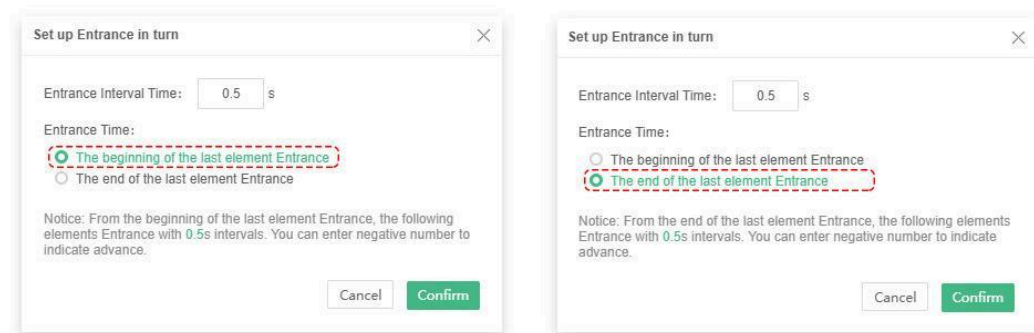 Set up Entrance in turn
Entrance Interval Time: 0.5 s
Entrance Time:
The beginning of the last element Entrance
The end of the last element Entrance
Notice: From the beginning of the last element Entrance, the following
elements Entrance with 0.5s intervals. You can enter negative number to
indicate advance.
Cancel Confirm
Set up Entrance in turn
Entrance Interval Time: 0.5 s
Entrance Time:
The beginning of the last element Entrance
The end of the last element Entrance
Notice: From the end of the last element Entrance, the following elements
Entrance with 0.5s intervals. You can enter negative number to indicate
advance.
Cancel Confirm